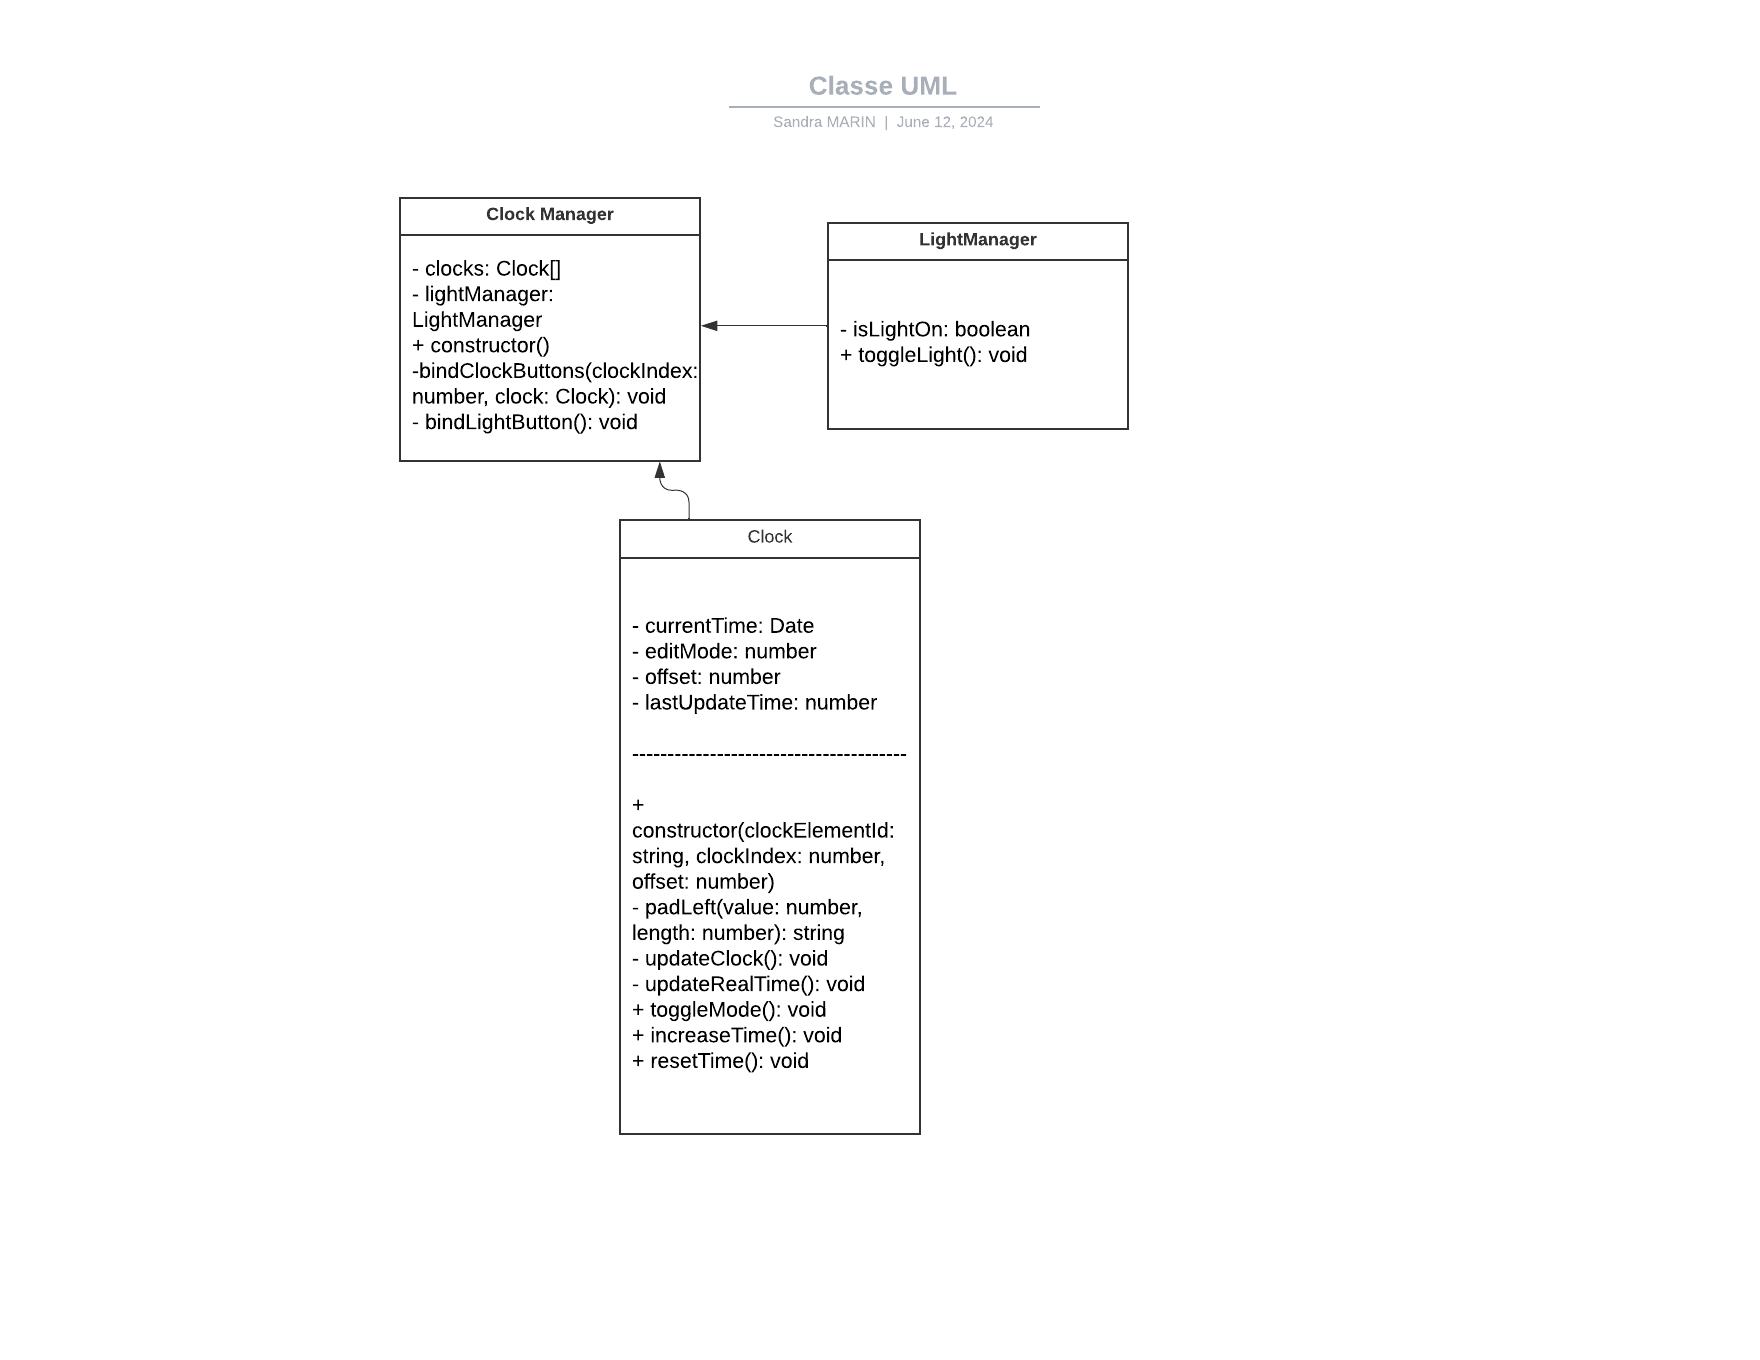 Classe UML
Sandra MARIN | June 12, 2024
Clock Manager
- clocks: Clock[]
- lightManager:
LightManager
+ constructor()
-bindClockButtons(clockIndex:
number, clock: Clock): void
- bindLightButton(): void
LightManager
- isLightOn: boolean
+ toggleLight(): void
Clock
- currentTime: Date
- editMode: number
- offset: number
- lastUpdateTime: number
---------------------------------------
+
constructor(clockElementId:
string, clockIndex: number,
offset: number)
- padLeft(value: number,
length: number): string
- updateClock(): void
- updateRealTime(): void
+ toggleMode(): void
+ increaseTime(): void
+ resetTime(): void